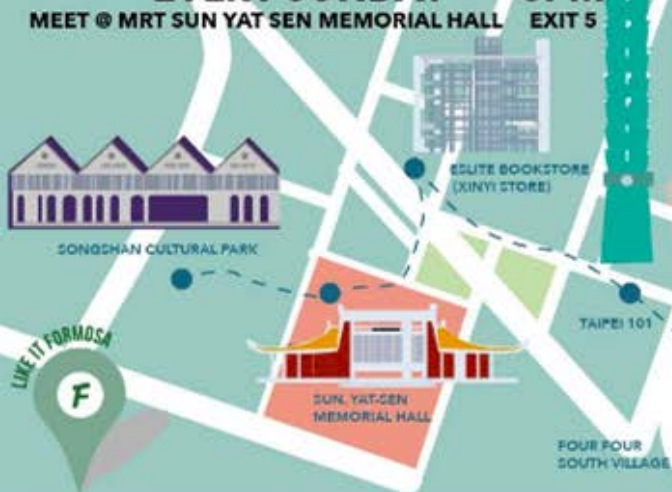 MEET @ MRT SUN YAT SEN MEMORIAL HALL EXIT 5
ESLITE BOOKSTORE
(XINYI STORE)
SONGSHAN CULTURAL PARK
TAIPEI 101
LIKE IT FORMOSA
F
SUN, YAT-SEN
MEMORIAL HALL
FOUR FOUR
SOUTH VILLAGE